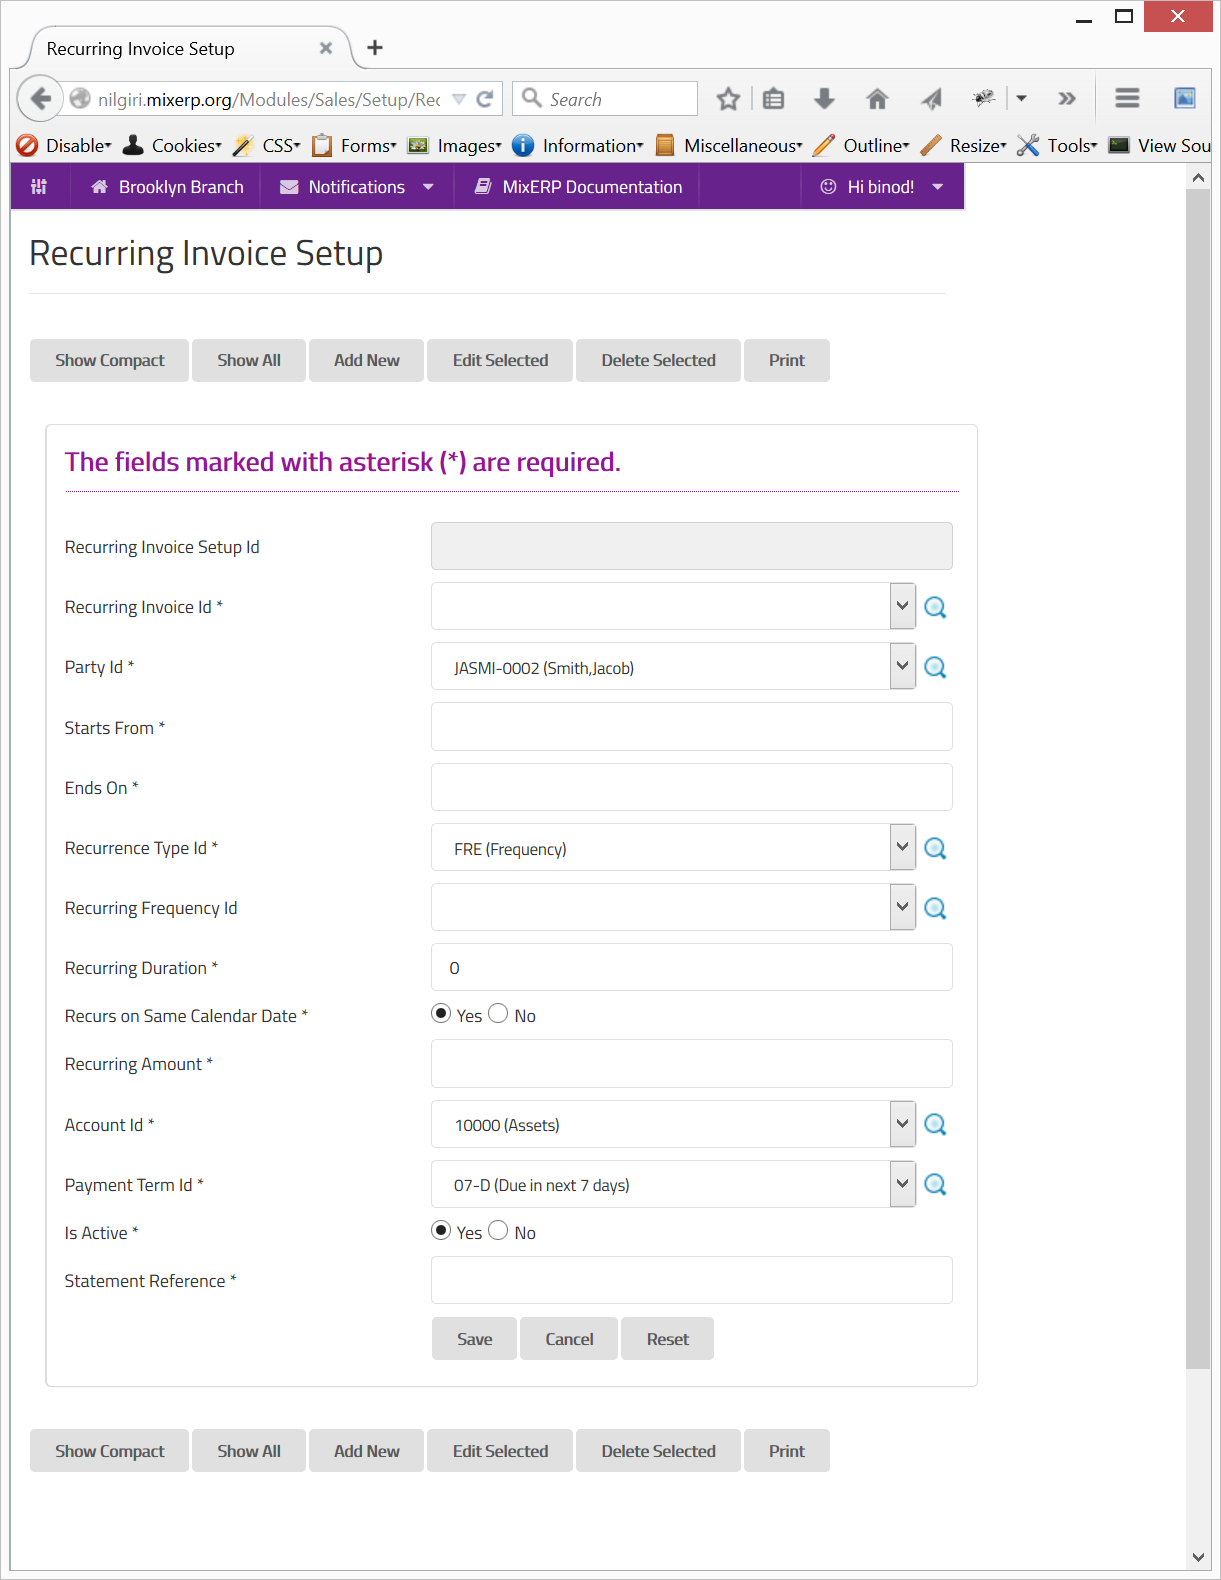 Recurring Invoice Setup
nilgiri.mixerp.org/Modules/Sales/Setup/Rec
Search
Disable Cookies CSS Forms Images Information Miscellaneous Outline Resize Tools View Sou
Brooklyn Branch Notifications MixERP Documentation Hi binod!
Recurring Invoice Setup
Show Compact Show All Add New Edit Selected Delete Selected Print
The fields marked with asterisk (*) are required.
Recurring Invoice Setup Id
Recurring Invoice Id *
Party Id * JASMI-0002 (Smith,Jacob)
Starts From *
Ends On *
Recurrence Type Id * FRE (Frequency)
Recurring Frequency Id
Recurring Duration * 0
Recurs on Same Calendar Date * Yes No
Recurring Amount *
Account Id * 10000 (Assets)
Payment Term Id * 07-D (Due in next 7 days)
Is Active * Yes No
Statement Reference *
Save Cancel Reset
Show Compact Show All Add New Edit Selected Delete Selected Print